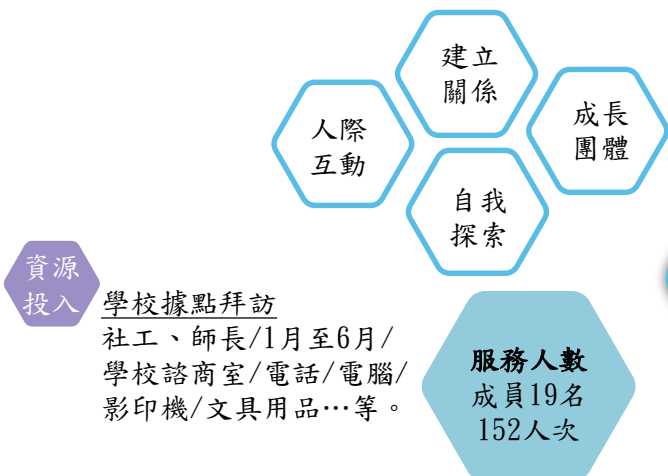 建立
關係
人際
互動
成長
團體
自我
探索
資源
投入
學校據點拜訪
社工、師長/1月至6月/
學校諮商室/電話/電腦/
影印機/文具用品…等。
服務人數
成員19名
152人次